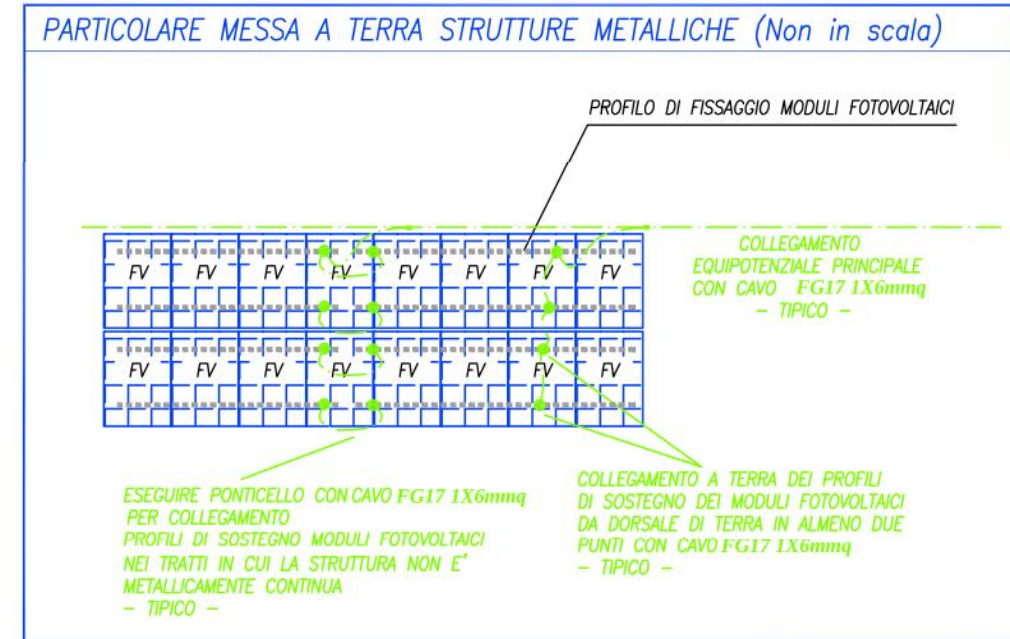 PARTICOLARE MESSA A TERRA STRUTTURE METALLICHE (Non in scala)
PROFILO DI FISSAGGIO MODULI FOTOVOLTAICI
COLLEGAMENTO
EQUIPOTENZIALE PRINCIPALE
CON CAVO FG17 1X6mmq
- TIPICO -
FV FV FV FV FV FV FV FV
FV FV FV FV FV FV FV FV
ESEGUIRE PONTICELLO CON CAVO FG17 1X6mmq
PER COLLEGAMENTO
PROFILI DI SOSTEGNO MODULI FOTOVOLTAICI
NEI TRATTI IN CUI LA STRUTTURA NON E'
METALLICAMENTE CONTINUA
- TIPICO -
COLLEGAMENTO A TERRA DEI PROFILI
DI SOSTEGNO DEI MODULI FOTOVOLTAICI
DA DORSALE DI TERRA IN ALMENO DUE
PUNTI CON CAVO FG17 1X6mmq
- TIPICO -